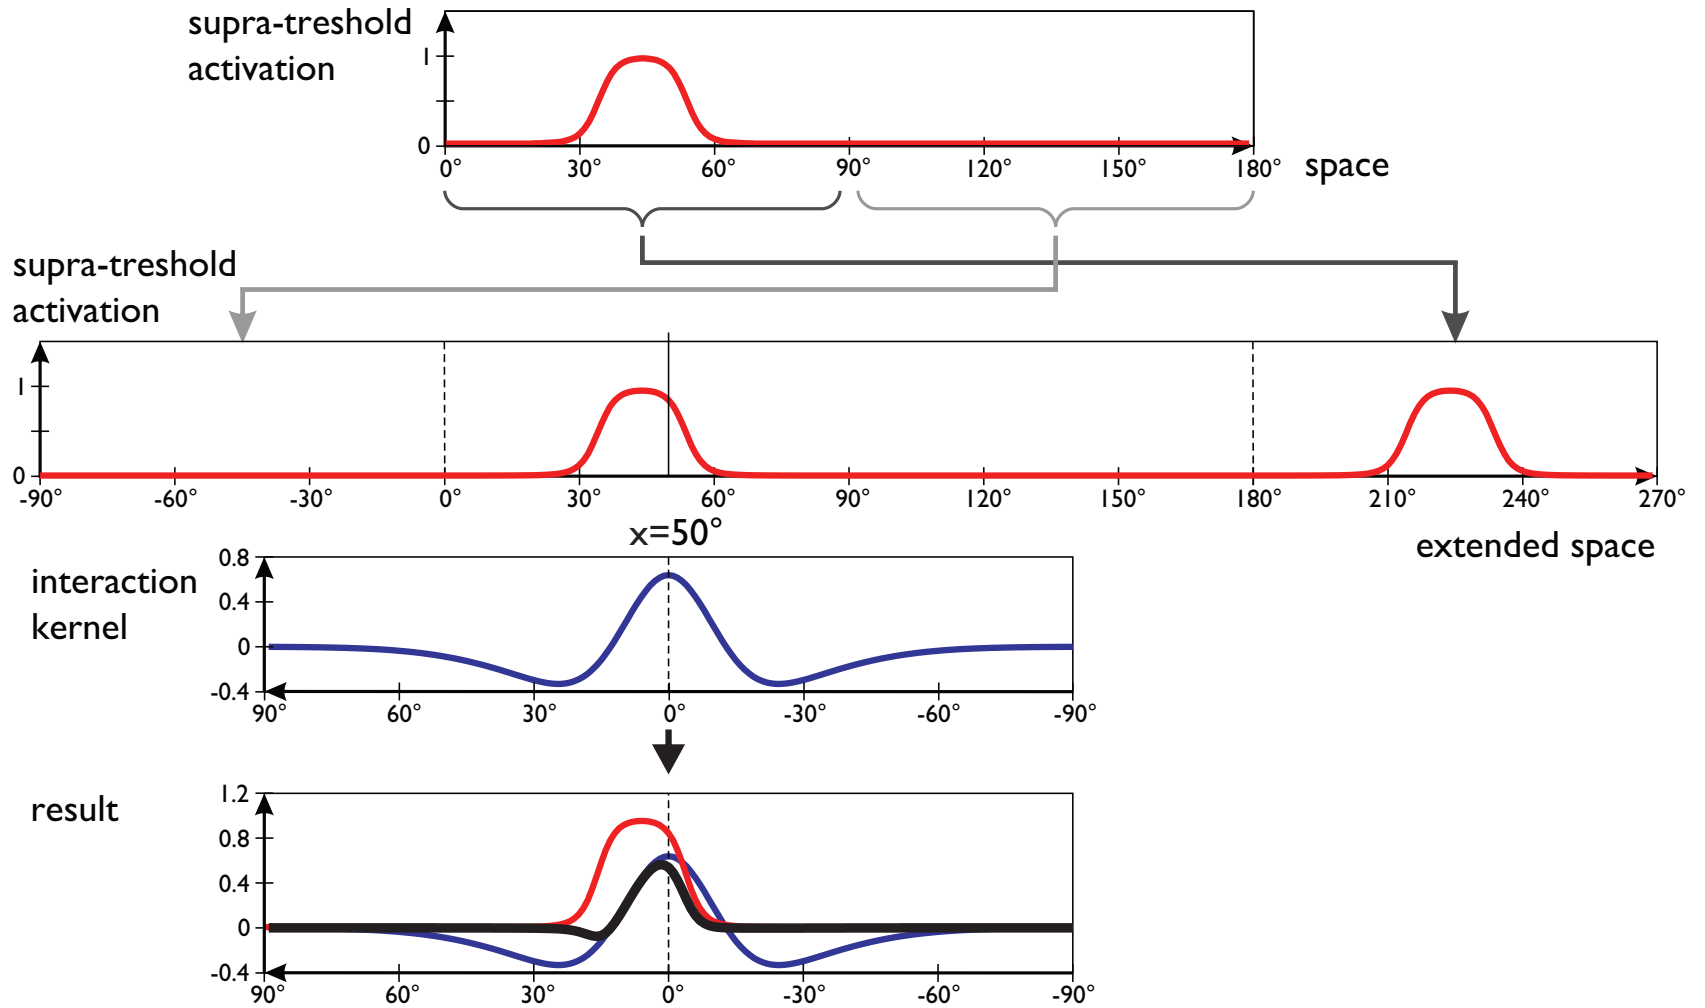 supra-treshold
activation
1
0
0° 30° 60° 90° 120° 150° 180°
space
supra-treshold
activation
1
0
-90° -60° -30° 0° 30° 60° 90° 120° 150° 180° 210° 240° 270°
x=50°
extended space
interaction
kernel
0.8
0.4
0
-0.4
90° 60° 30° 0° -30° -60° -90°
result
1.2
0.8
0.4
0
-0.4
90° 60° 30° 0° -30° -60° -90°